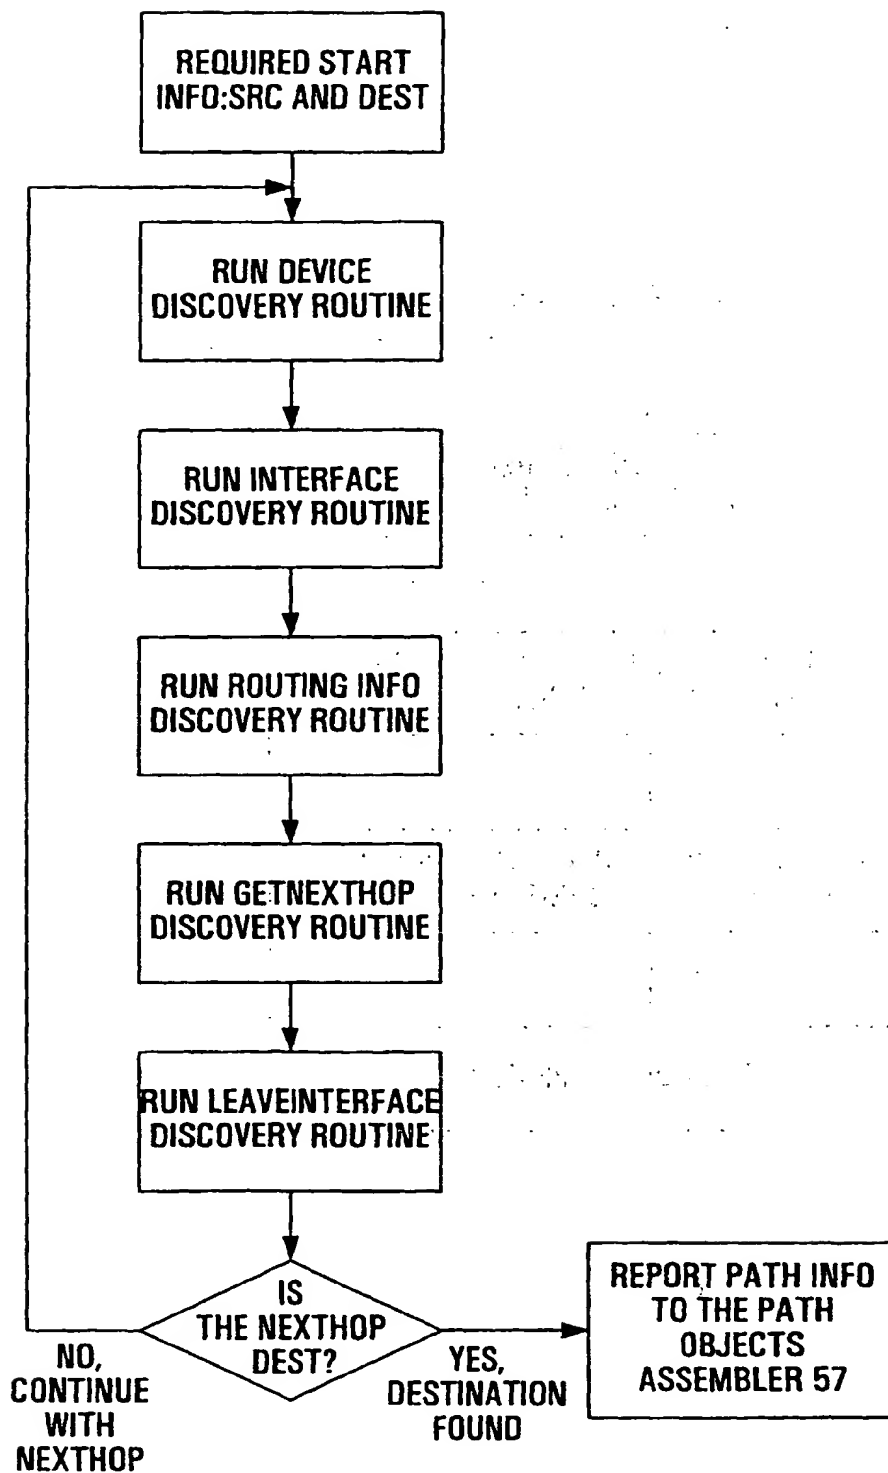 REQUIRED START
INFO:SRC AND DEST
RUN DEVICE
DISCOVERY ROUTINE
RUN INTERFACE
DISCOVERY ROUTINE
RUN ROUTING INFO
DISCOVERY ROUTINE
RUN GETNEXTHOP
DISCOVERY ROUTINE
RUN LEAVEINTERFACE
DISCOVERY ROUTINE
IS
THE NEXTHOP
DEST?
NO,
CONTINUE
WITH
NEXTHOP
YES,
DESTINATION
FOUND
REPORT PATH INFO
TO THE PATH
OBJECTS
ASSEMBLER 57